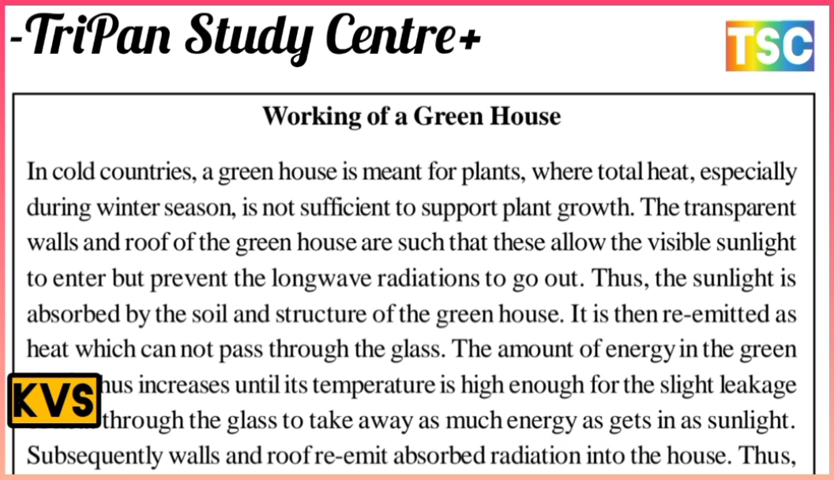 -TriPan Study Centre+
TSC
Working of a Green House
In cold countries, a green house is meant for plants, where total heat, especially
during winter season, is not sufficient to support plant growth. The transparent
walls and roof of the green house are such that these allow the visible sunlight
to enter but prevent the longwave radiations to go out. Thus, the sunlight is
absorbed by the soil and structure of the green house. It is then re-emitted as
heat which can not pass through the glass. The amount of energy in the green
KVS
hus increases until its temperature is high enough for the slight leakage
through the glass to take away as much energy as gets in as sunlight.
Subsequently walls and roof re-emit absorbed radiation into the house. Thus,